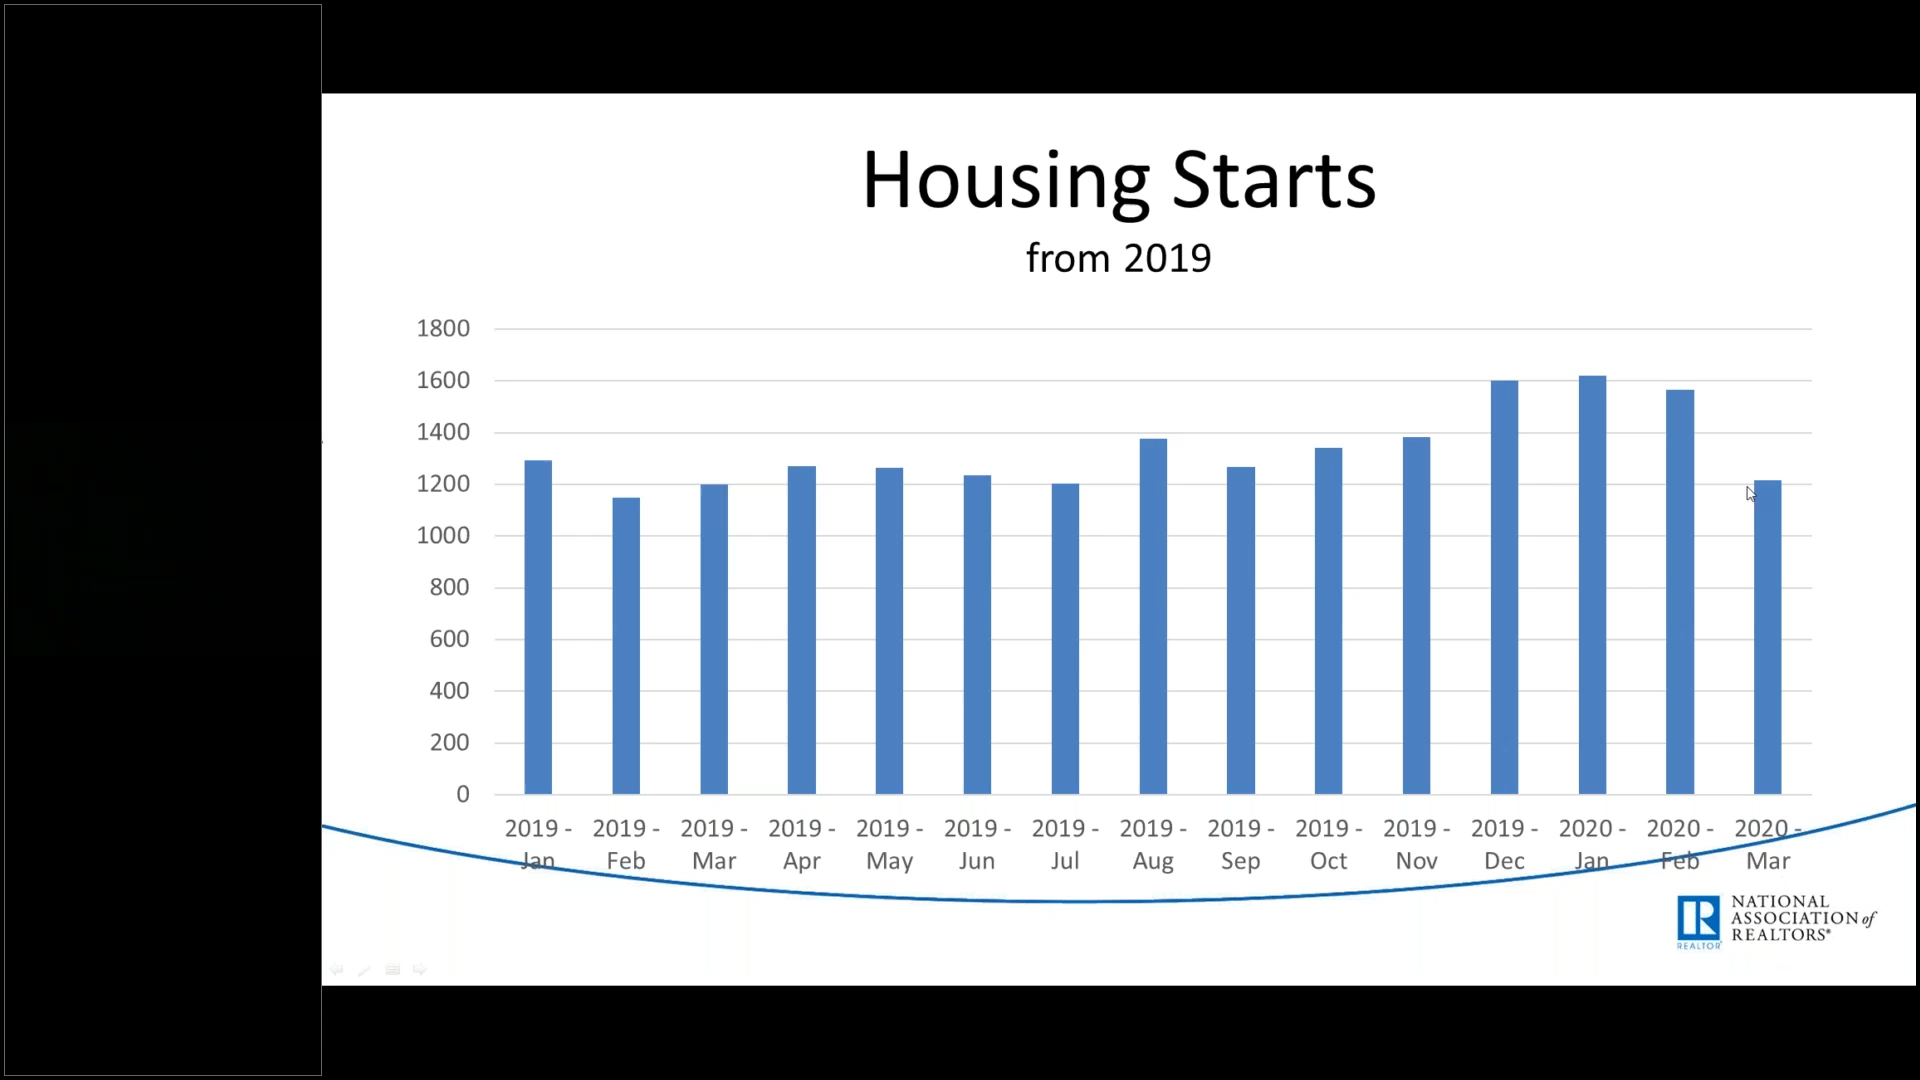 Housing Starts
from 2019
1800
1600
1400
1200
1000
800
600
400
200
0
2019 - 2019 - 2019 - 2019 - 2019 - 2019 - 2019 - 2019 - 2019 - 2019 - 2019 - 2019 - 2020 - 2020 - 2020 -
Jan Feb Mar Apr May Jun Jul Aug Sep Oct Nov Dec Jan Feb Mar
NATIONAL
ASSOCIATION of
REALTORS®
REALTOR